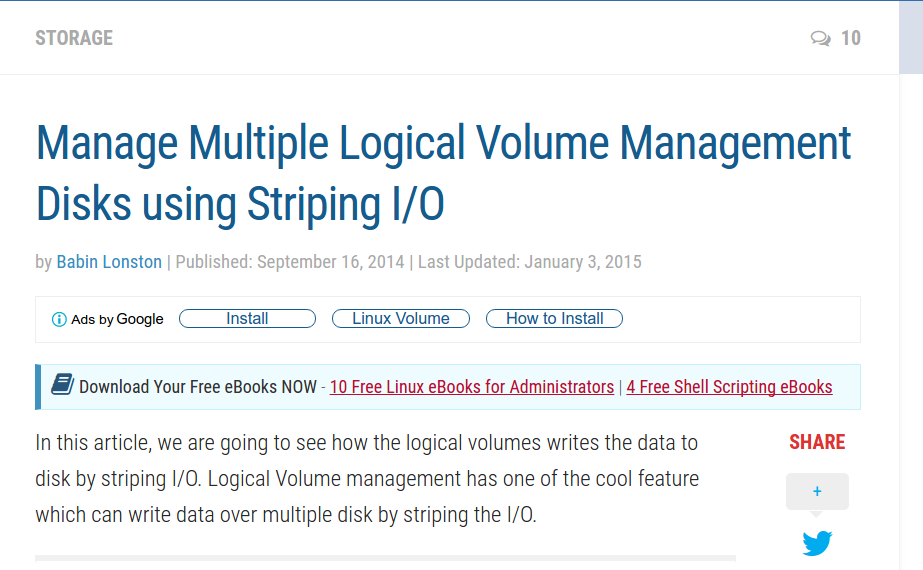 STORAGE 10
Manage Multiple Logical Volume Management
Disks using Striping I/O
by Babin Lonston | Published: September 16, 2014 | Last Updated: January 3, 2015
Ads by Google Install Linux Volume How to Install
Download Your Free eBooks NOW - 10 Free Linux eBooks for Administrators | 4 Free Shell Scripting eBooks
In this article, we are going to see how the logical volumes writes the data to
disk by striping I/O. Logical Volume management has one of the cool feature
which can write data over multiple disk by striping the I/O.
SHARE
+